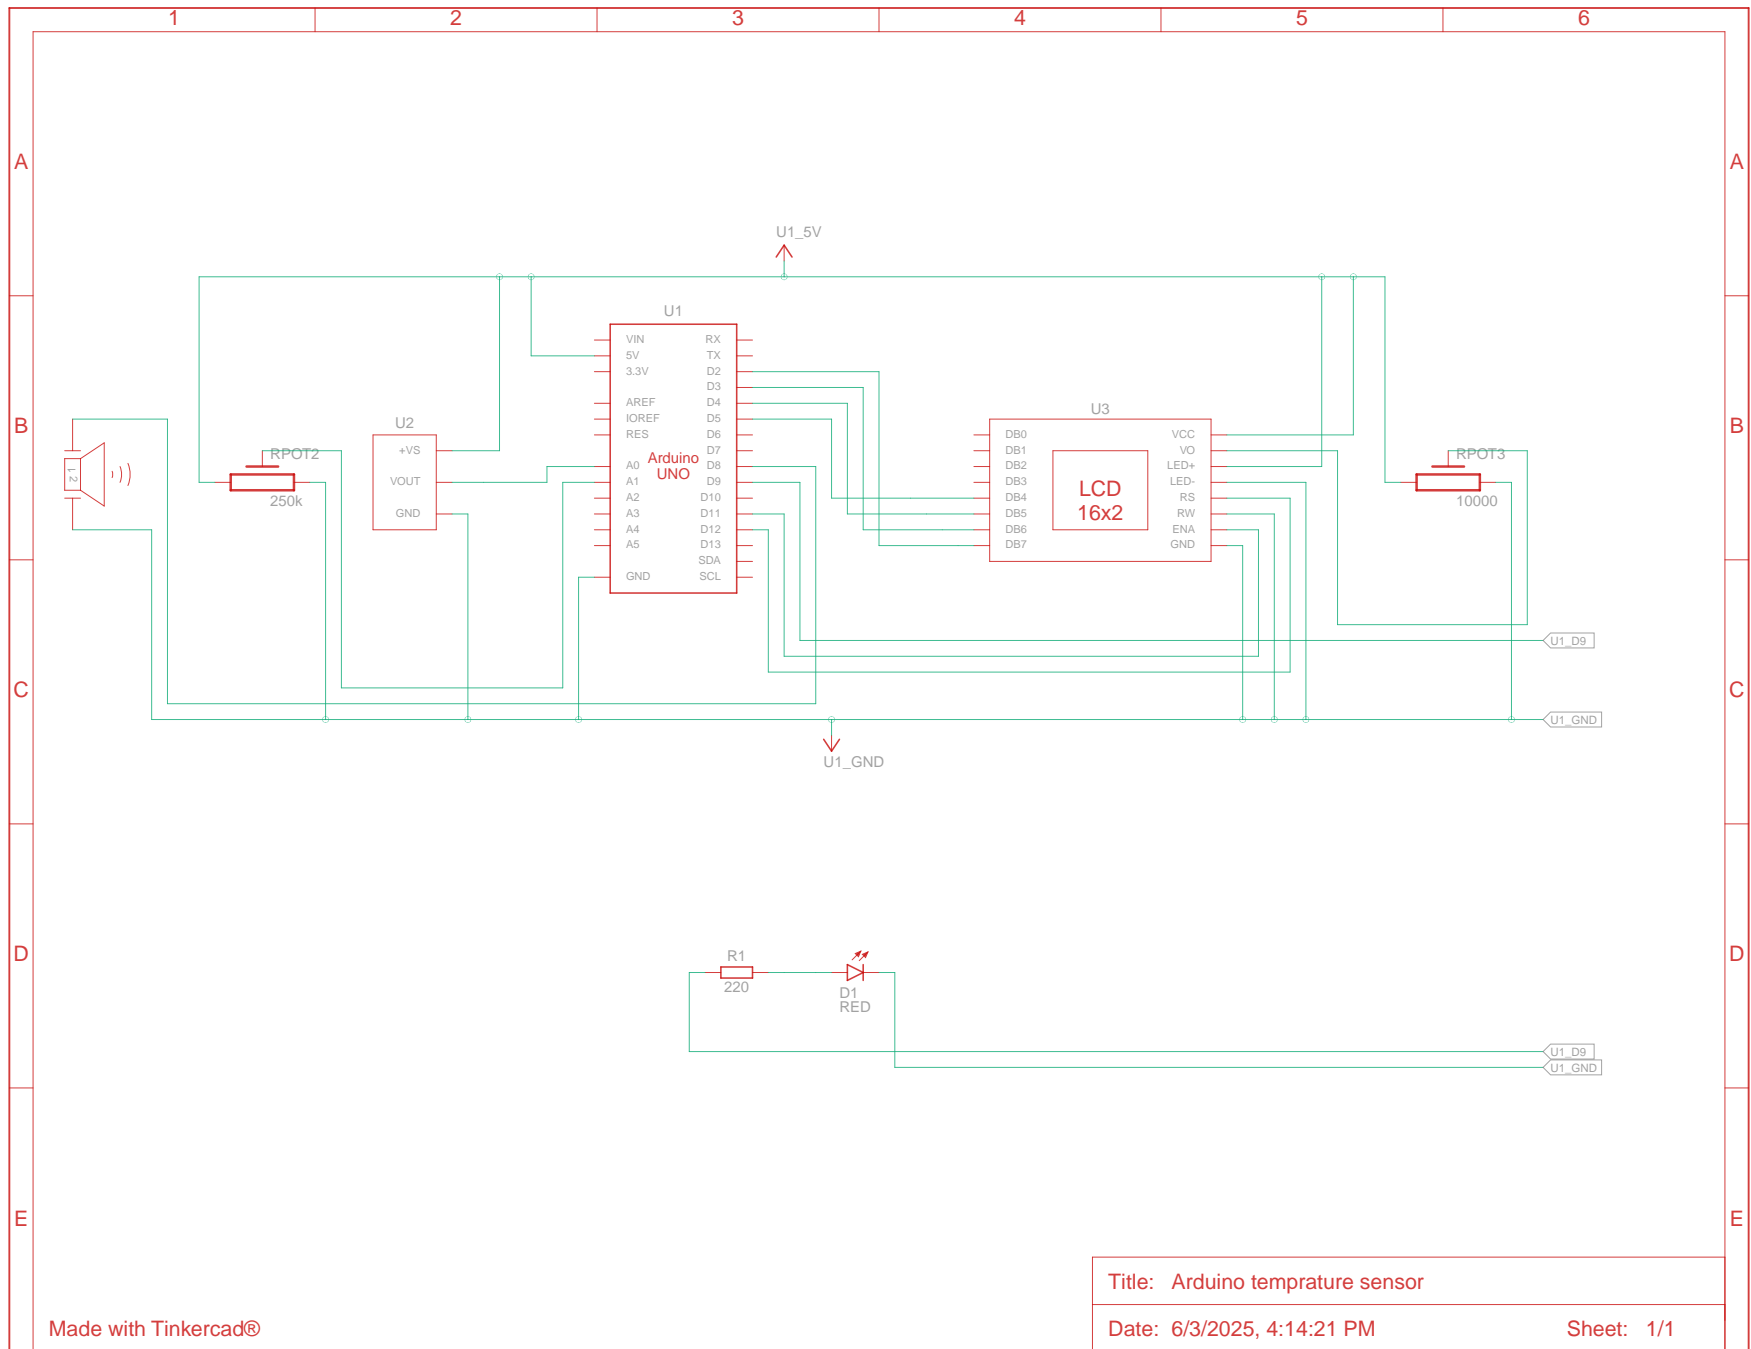 1 2 3 4 5 6
A A
U1_5V
U1
VIN RX
5V TX
3.3V D2
D3
AREF D4
IOREF D5
RES D6
D7
A0 D8
A1 D9
A2 D10
A3 D11
A4 D12
A5 D13
SDA
GND SCL
Arduino
UNO
B B
1 2
RPOT2
250k
U2
+VS
VOUT
GND
U3
DB0 VCC
DB1 VO
DB2 LED+
DB3 LED-
DB4 RS
DB5 RW
DB6 ENA
DB7 GND
LCD
16x2
RPOT3
10000
U1_D9
C C
U1_GND
U1_GND
D D
R1
220
D1
RED
U1_D9
U1_GND
E E
Title: Arduino temprature sensor
Made with Tinkercad®
Date: 6/3/2025, 4:14:21 PM Sheet: 1/1